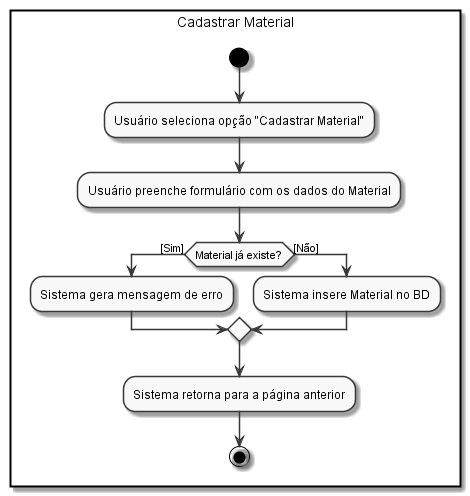 Cadastrar Material
Usuário seleciona opção "Cadastrar Material"
Usuário preenche formulário com os dados do Material
[Sim]
Material já existe?
[Não]
Sistema gera mensagem de erro
Sistema insere Material no BD
Sistema retorna para a página anterior